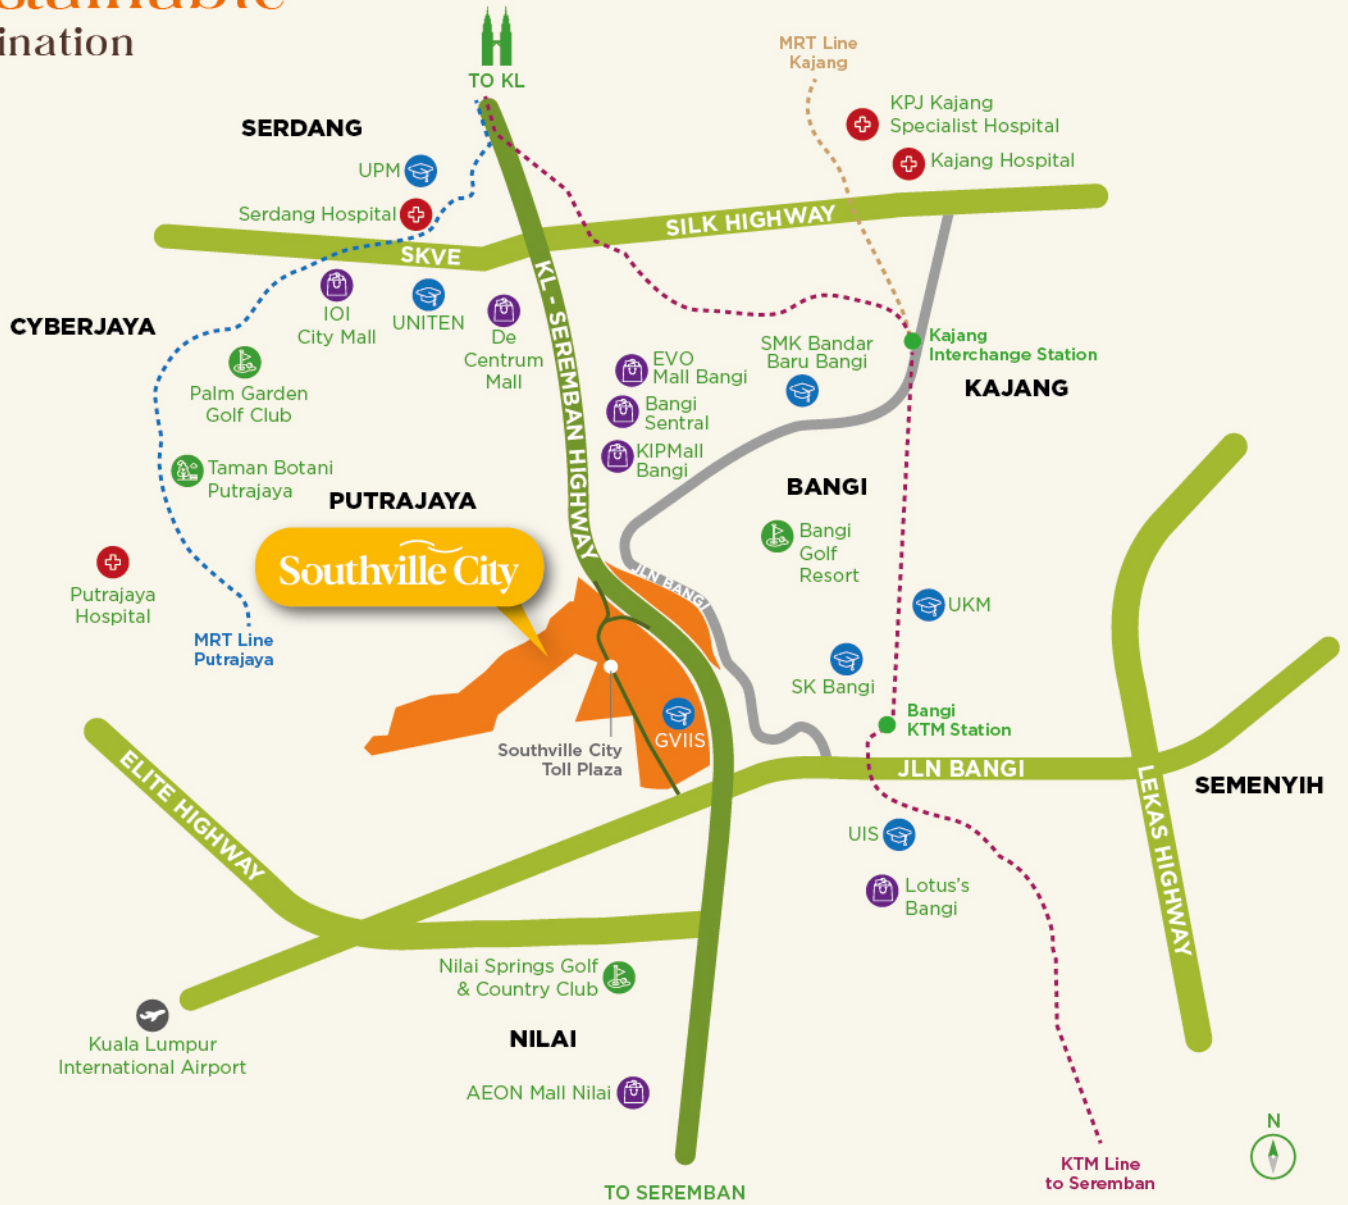 ination
TO KL
MRT Line
Kajang
KPJ Kajang
Specialist Hospital
Kajang Hospital
SERDANG
UPM
Serdang Hospital
SILK HIGHWAY
SKVE
IOI
City Mall
UNITEN
De
Centrum
Mall
KL - SEREMBAN HIGHWAY
CYBERJAYA
Palm Garden
Golf Club
EVO
Mall Bangi
Bangi
Sentral
KIPMall
Bangi
SMK Bandar
Baru Bangi
Kajang
Interchange Station
KAJANG
Taman Botani
Putrajaya
PUTRAJAYA
BANGI
Bangi
Golf
Resort
Southville City
Putrajaya
Hospital
MRT Line
Putrajaya
JLN BANGI
UKM
SK Bangi
Bangi
KTM Station
GVIIS
Southville City
Toll Plaza
ELITE HIGHWAY
JLN BANGI
LEKAS HIGHWAY
SEMENYIH
UIS
Lotus's
Bangi
Nilai Springs Golf
& Country Club
NILAI
Kuala Lumpur
International Airport
AEON Mall Nilai
TO SEREMBAN
KTM Line
to Seremban
N